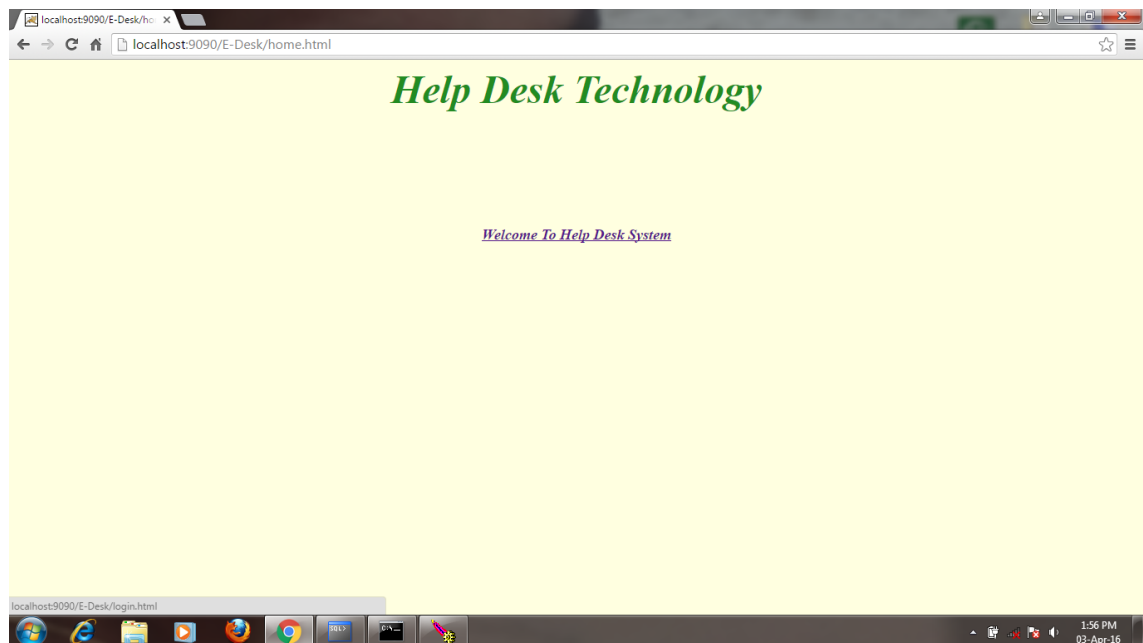 localhost:9090/E-Desk/ho
localhost:9090/E-Desk/home.html
Help Desk Technology
Welcome To Help Desk System
localhost:9090/E-Desk/login.html
SQL>
C:\_
1:56 PM
03-Apr-16